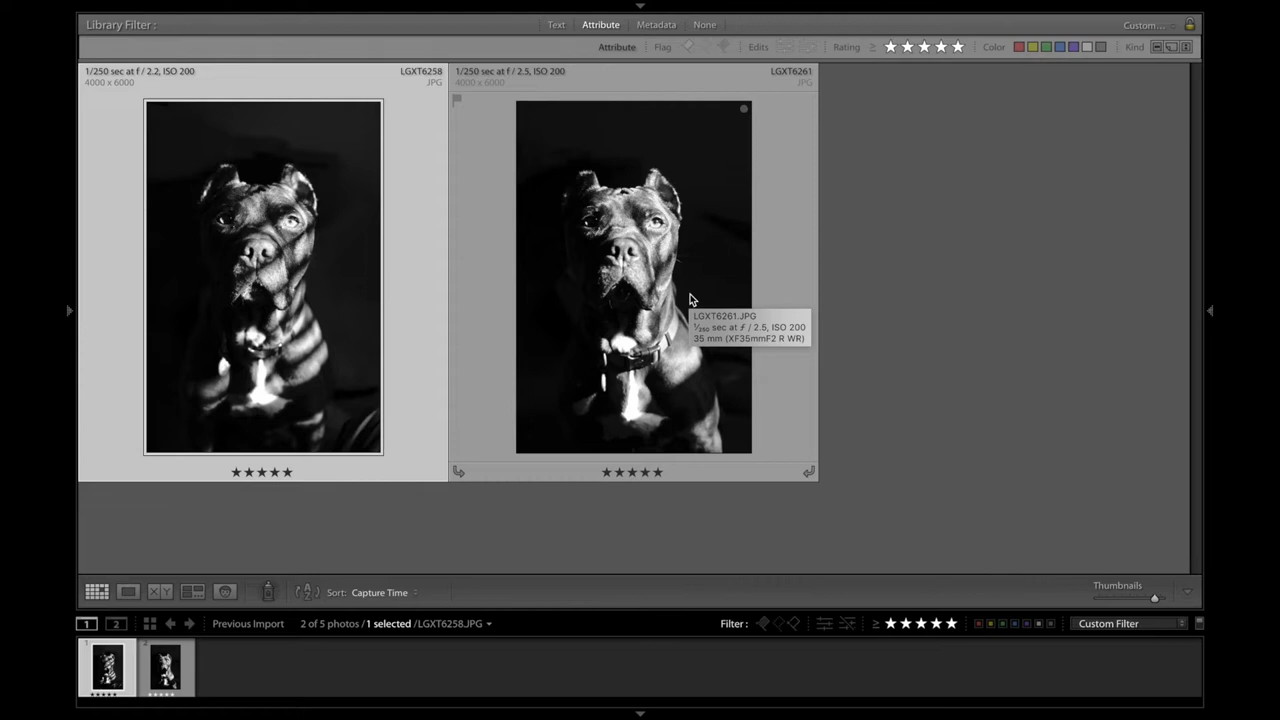 Library Filter :
Text Attribute Metadata None
Custom...
Attribute Flag Edits Rating ≥ ★★★★★ Color Kind
1/250 sec at f / 2.2, ISO 200 LGXT6258
4000 x 6000 JPG
1/250 sec at f / 2.5, ISO 200 LGXT6261
4000 x 6000 JPG
LGXT6261.JPG
1/250 sec at ƒ / 2.5, ISO 200
35 mm (XF35mmF2 R WR)
★★★★★
★★★★★
XY
Sort: Capture Time
Thumbnails
1 2 Previous Import 2 of 5 photos / 1 selected / LGXT6258.JPG
Filter : ≥ ★★★★★ Custom Filter
1
2
★★★★★
★★★★★